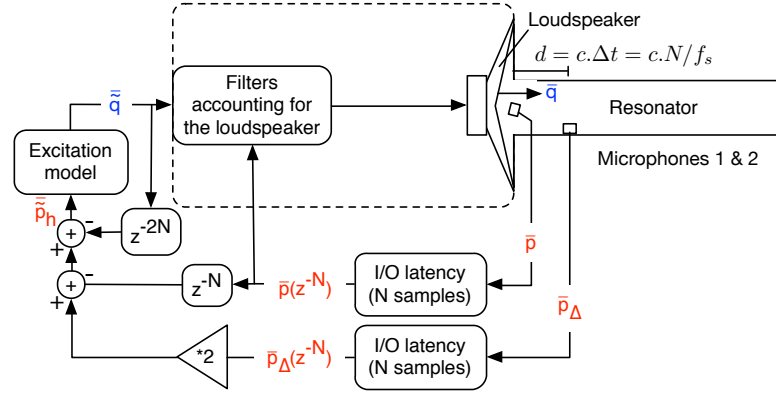 Loudspeaker
d = c.Δt = c.N/f_s
q̄
Filters
accounting for
the loudspeaker
q̄̃
Resonator
Excitation
model
Microphones 1 & 2
p̄̃_h
-
+
+
z^-2N
p̄
-
+
+
z^-N
p̄(z^-N)
I/O latency
(N samples)
p̄_Δ
*2
p̄_Δ(z^-N)
I/O latency
(N samples)